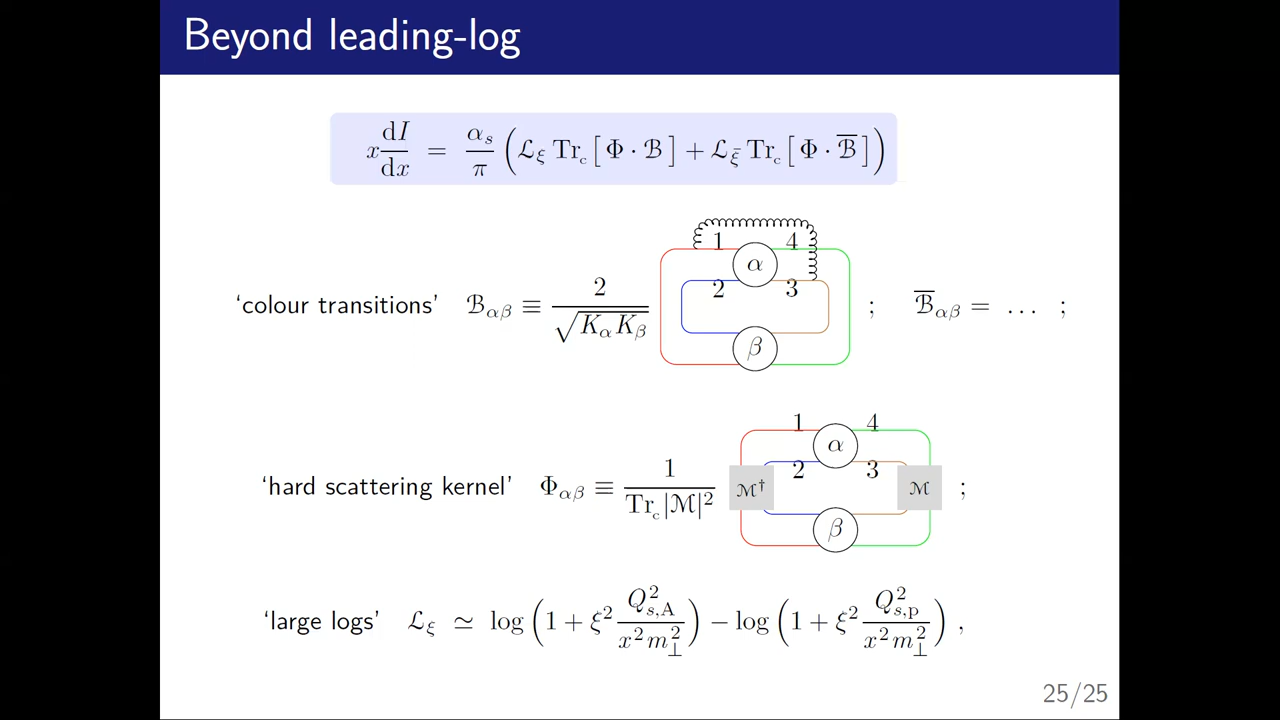 Beyond leading-log
x dI/dx = α_s/π ( ℒ_ξ Tr_c [ Φ · ℬ ] + ℒ_ξ̄ Tr_c [ Φ · ℬ̅ ] )
‘colour transitions’ ℬ_αβ ≡ 2/√(K_α K_β) 1 4 α 2 3 β ; ℬ̅_αβ = … ;
‘hard scattering kernel’ Φ_αβ ≡ 1/Tr_c|ℳ|² 1 4 α 2 3 ℳ† ℳ β ;
‘large logs’ ℒ_ξ ≃ log ( 1 + ξ² Q²_s,A / x² m²_⊥ ) − log ( 1 + ξ² Q²_s,p / x² m²_⊥ ) ,
25/25